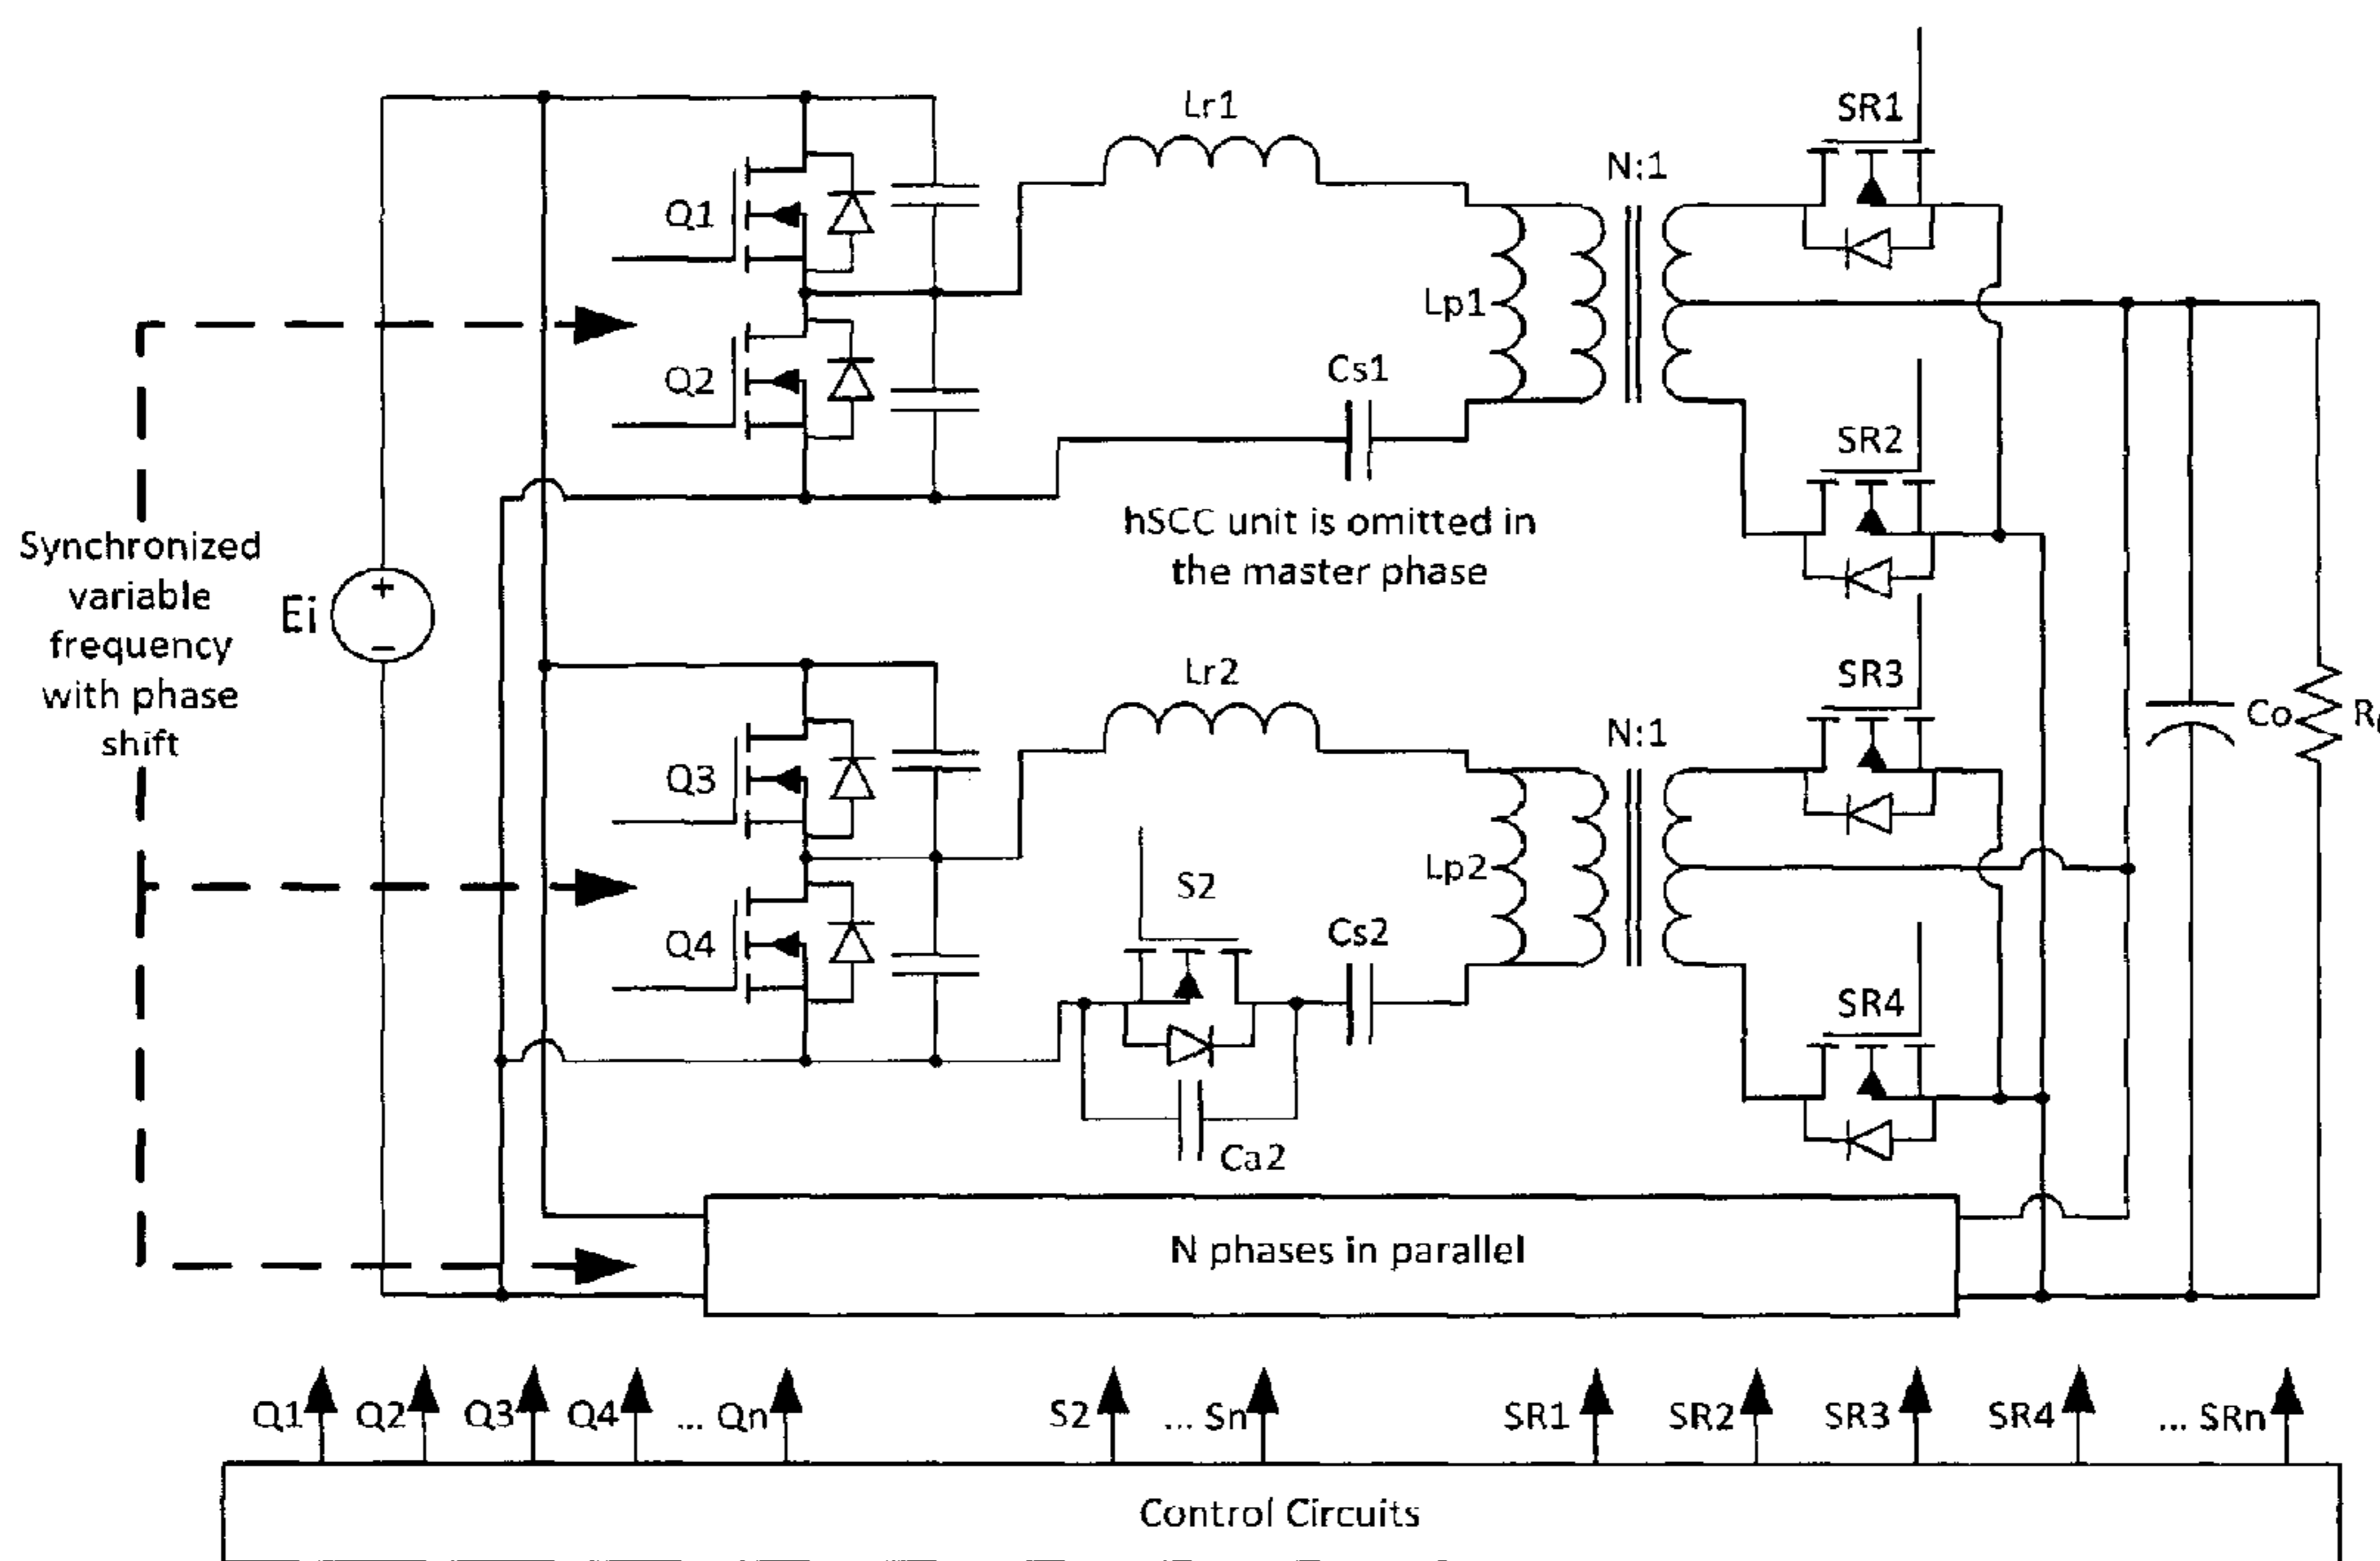 Lr1
SR1
N:1
Q1
Lp1
Q2
Cs1
SR2
hSCC unit is omitted in
the master phase
Synchronized
variable
frequency
with phase
shift
Ei
+
−
Lr2
SR3
N:1
Co
Q3
Lp2
S2
Q4
Cs2
SR4
Ca2
N phases in parallel
Q1 Q2 Q3 Q4 ... Qn S2 ... Sn SR1 SR2 SR3 SR4 ... SRn
Control Circuits